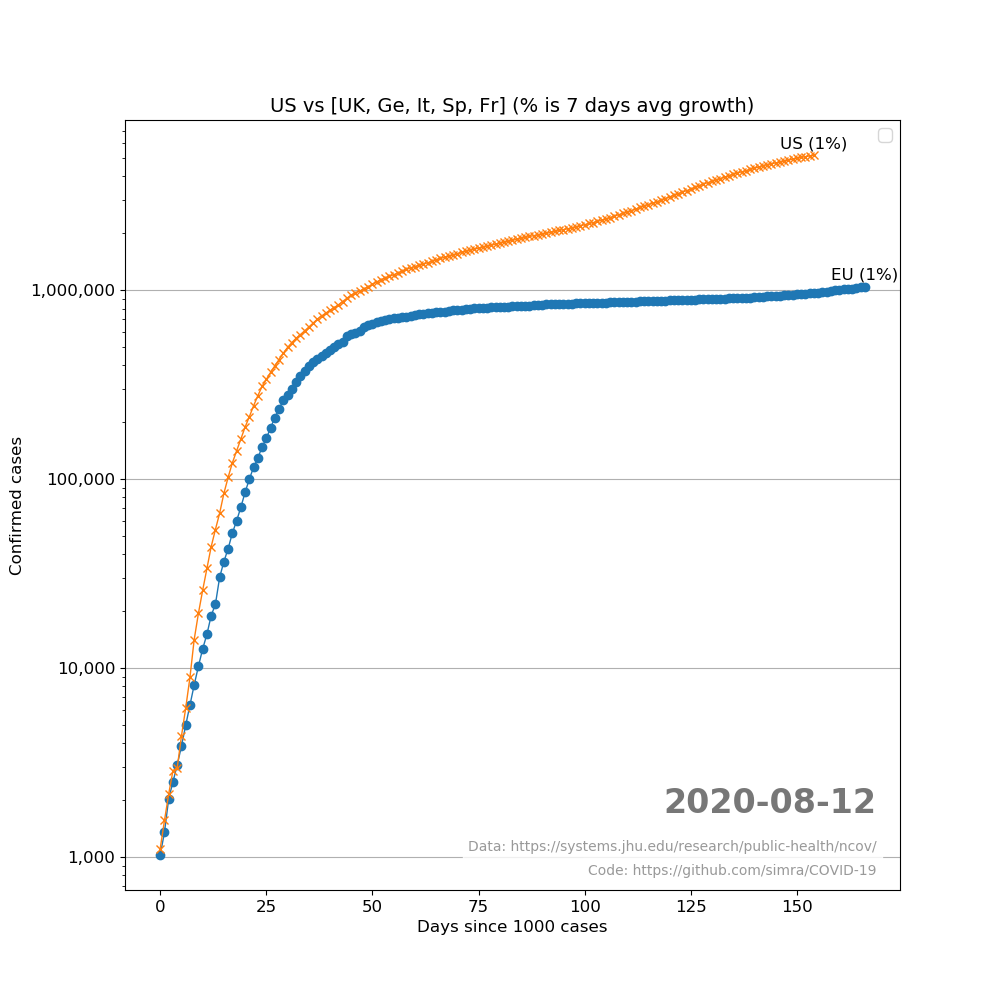 US vs [UK, Ge, It, Sp, Fr] (% is 7 days avg growth)
US (1%)
EU (1%)
1,000,000
100,000
10,000
1,000
Confirmed cases
2020-08-12
Data: https://systems.jhu.edu/research/public-health/ncov/
Code: https://github.com/simra/COVID-19
0 25 50 75 100 125 150
Days since 1000 cases